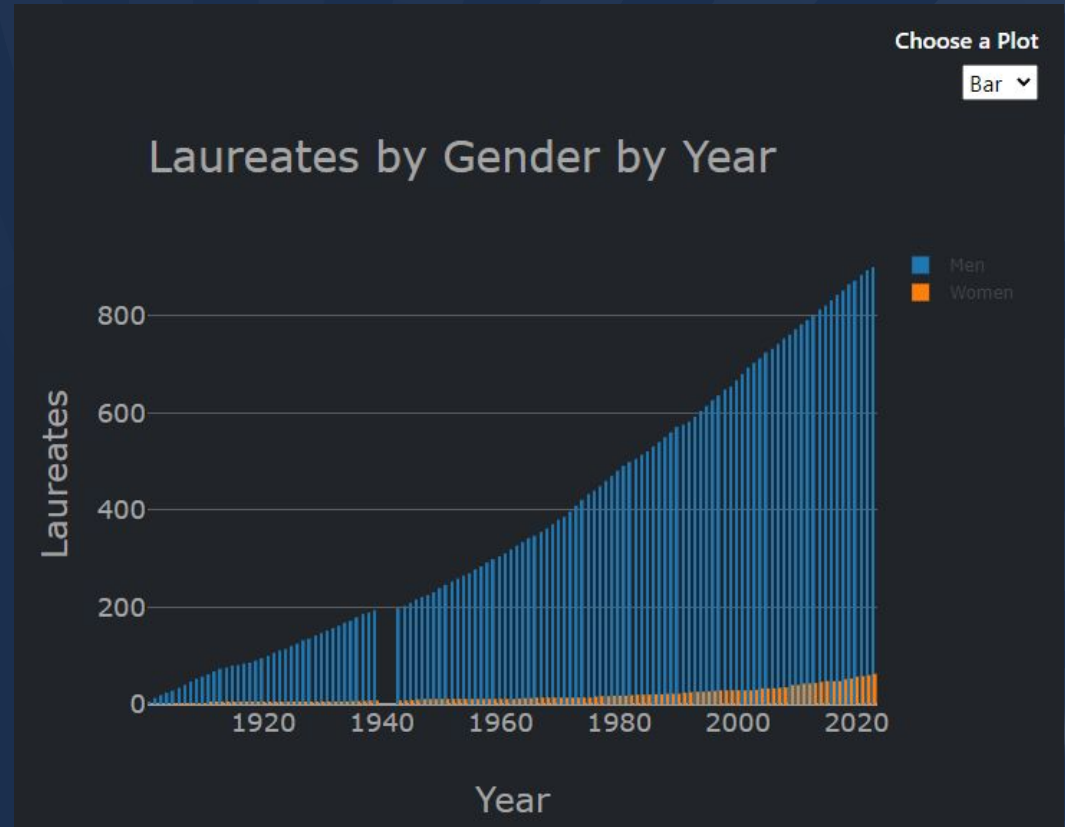 Choose a Plot
Bar
Laureates by Gender by Year
Men
Women
800
600
400
200
0
Laureates
1920 1940 1960 1980 2000 2020
Year